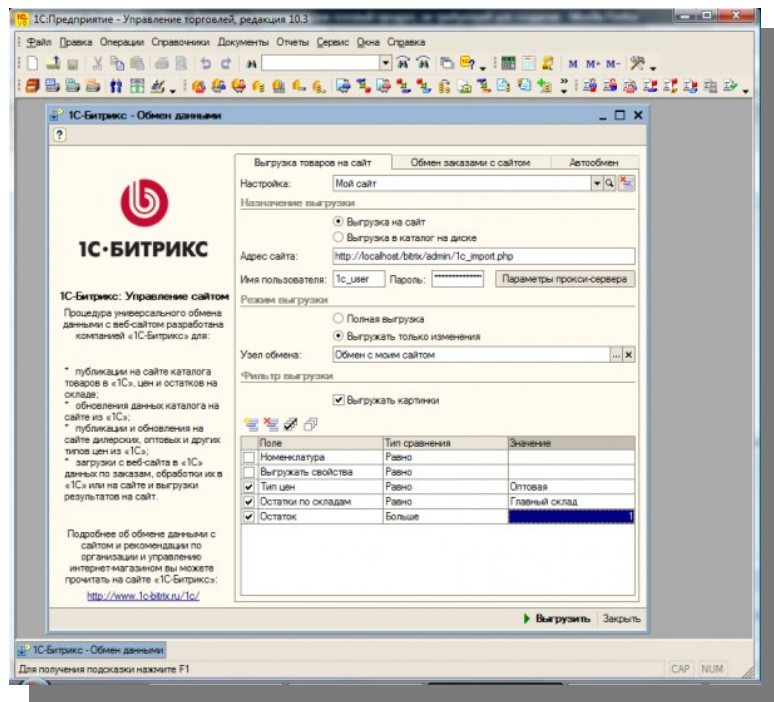 1С:Предприятие - Управление торговлей, редакция 10.3
Файл Правка Операции Справочники Документы Отчеты Сервис Окна Справка
M M+ M-
1С-Битрикс - Обмен данными
?
1С·БИТРИКС
1С-Битрикс: Управление сайтом
Процедура универсального обмена
данными с веб-сайтом разработана
компанией «1С-Битрикс» для:
* публикации на сайте каталога
товаров в «1С», цен и остатков на
складе;
* обновления данных каталога на
сайте из «1С»;
* публикации и обновления на
сайте дилерских, оптовых и других
типов цен из «1С»;
* загрузки с веб-сайта в «1С»
данных по заказам, обработки их в
«1С» или на сайте и выгрузки
результатов на сайт.
Подробнее об обмене данными с
сайтом и рекомендации по
организации и управлению
интернет-магазином вы можете
прочитать на сайте «1С-Битрикс»:
http://www.1c-bitrix.ru/1c/
Выгрузка товаров на сайт Обмен заказами с сайтом Автообмен
Настройка: Мой сайт
Назначение выгрузки
Выгрузка на сайт
Выгрузка в каталог на диске
Адрес сайта: http://localhost/bitrix/admin/1c_import.php
Имя пользователя: 1c_user Пароль: Параметры прокси-сервера
Режим выгрузки
Полная выгрузка
Выгружать только изменения
Узел обмена: Обмен с моим сайтом ...
Фильтр выгрузки
Выгружать картинки
Поле Тип сравнения Значение
Номенклатура Равно
Выгружать свойства Равно
Тип цен Равно Оптовая
Остатки по складам Равно Главный склад
Остаток Больше 1
Выгрузить Закрыть
1С-Битрикс - Обмен данными
Для получения подсказки нажмите F1 CAP NUM